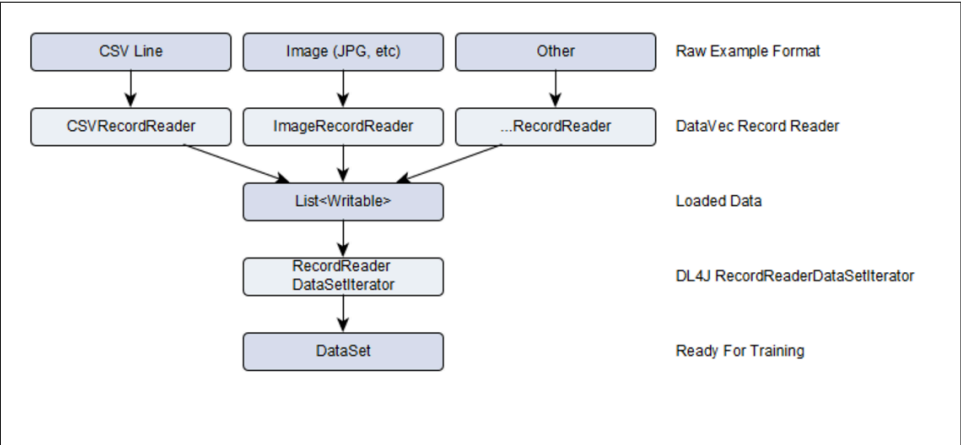 CSV Line
Image (JPG, etc)
Other
Raw Example Format
CSVRecordReader
ImageRecordReader
...RecordReader
DataVec Record Reader
List<Writable>
Loaded Data
RecordReader
DataSetIterator
DL4J RecordReaderDataSetIterator
DataSet
Ready For Training